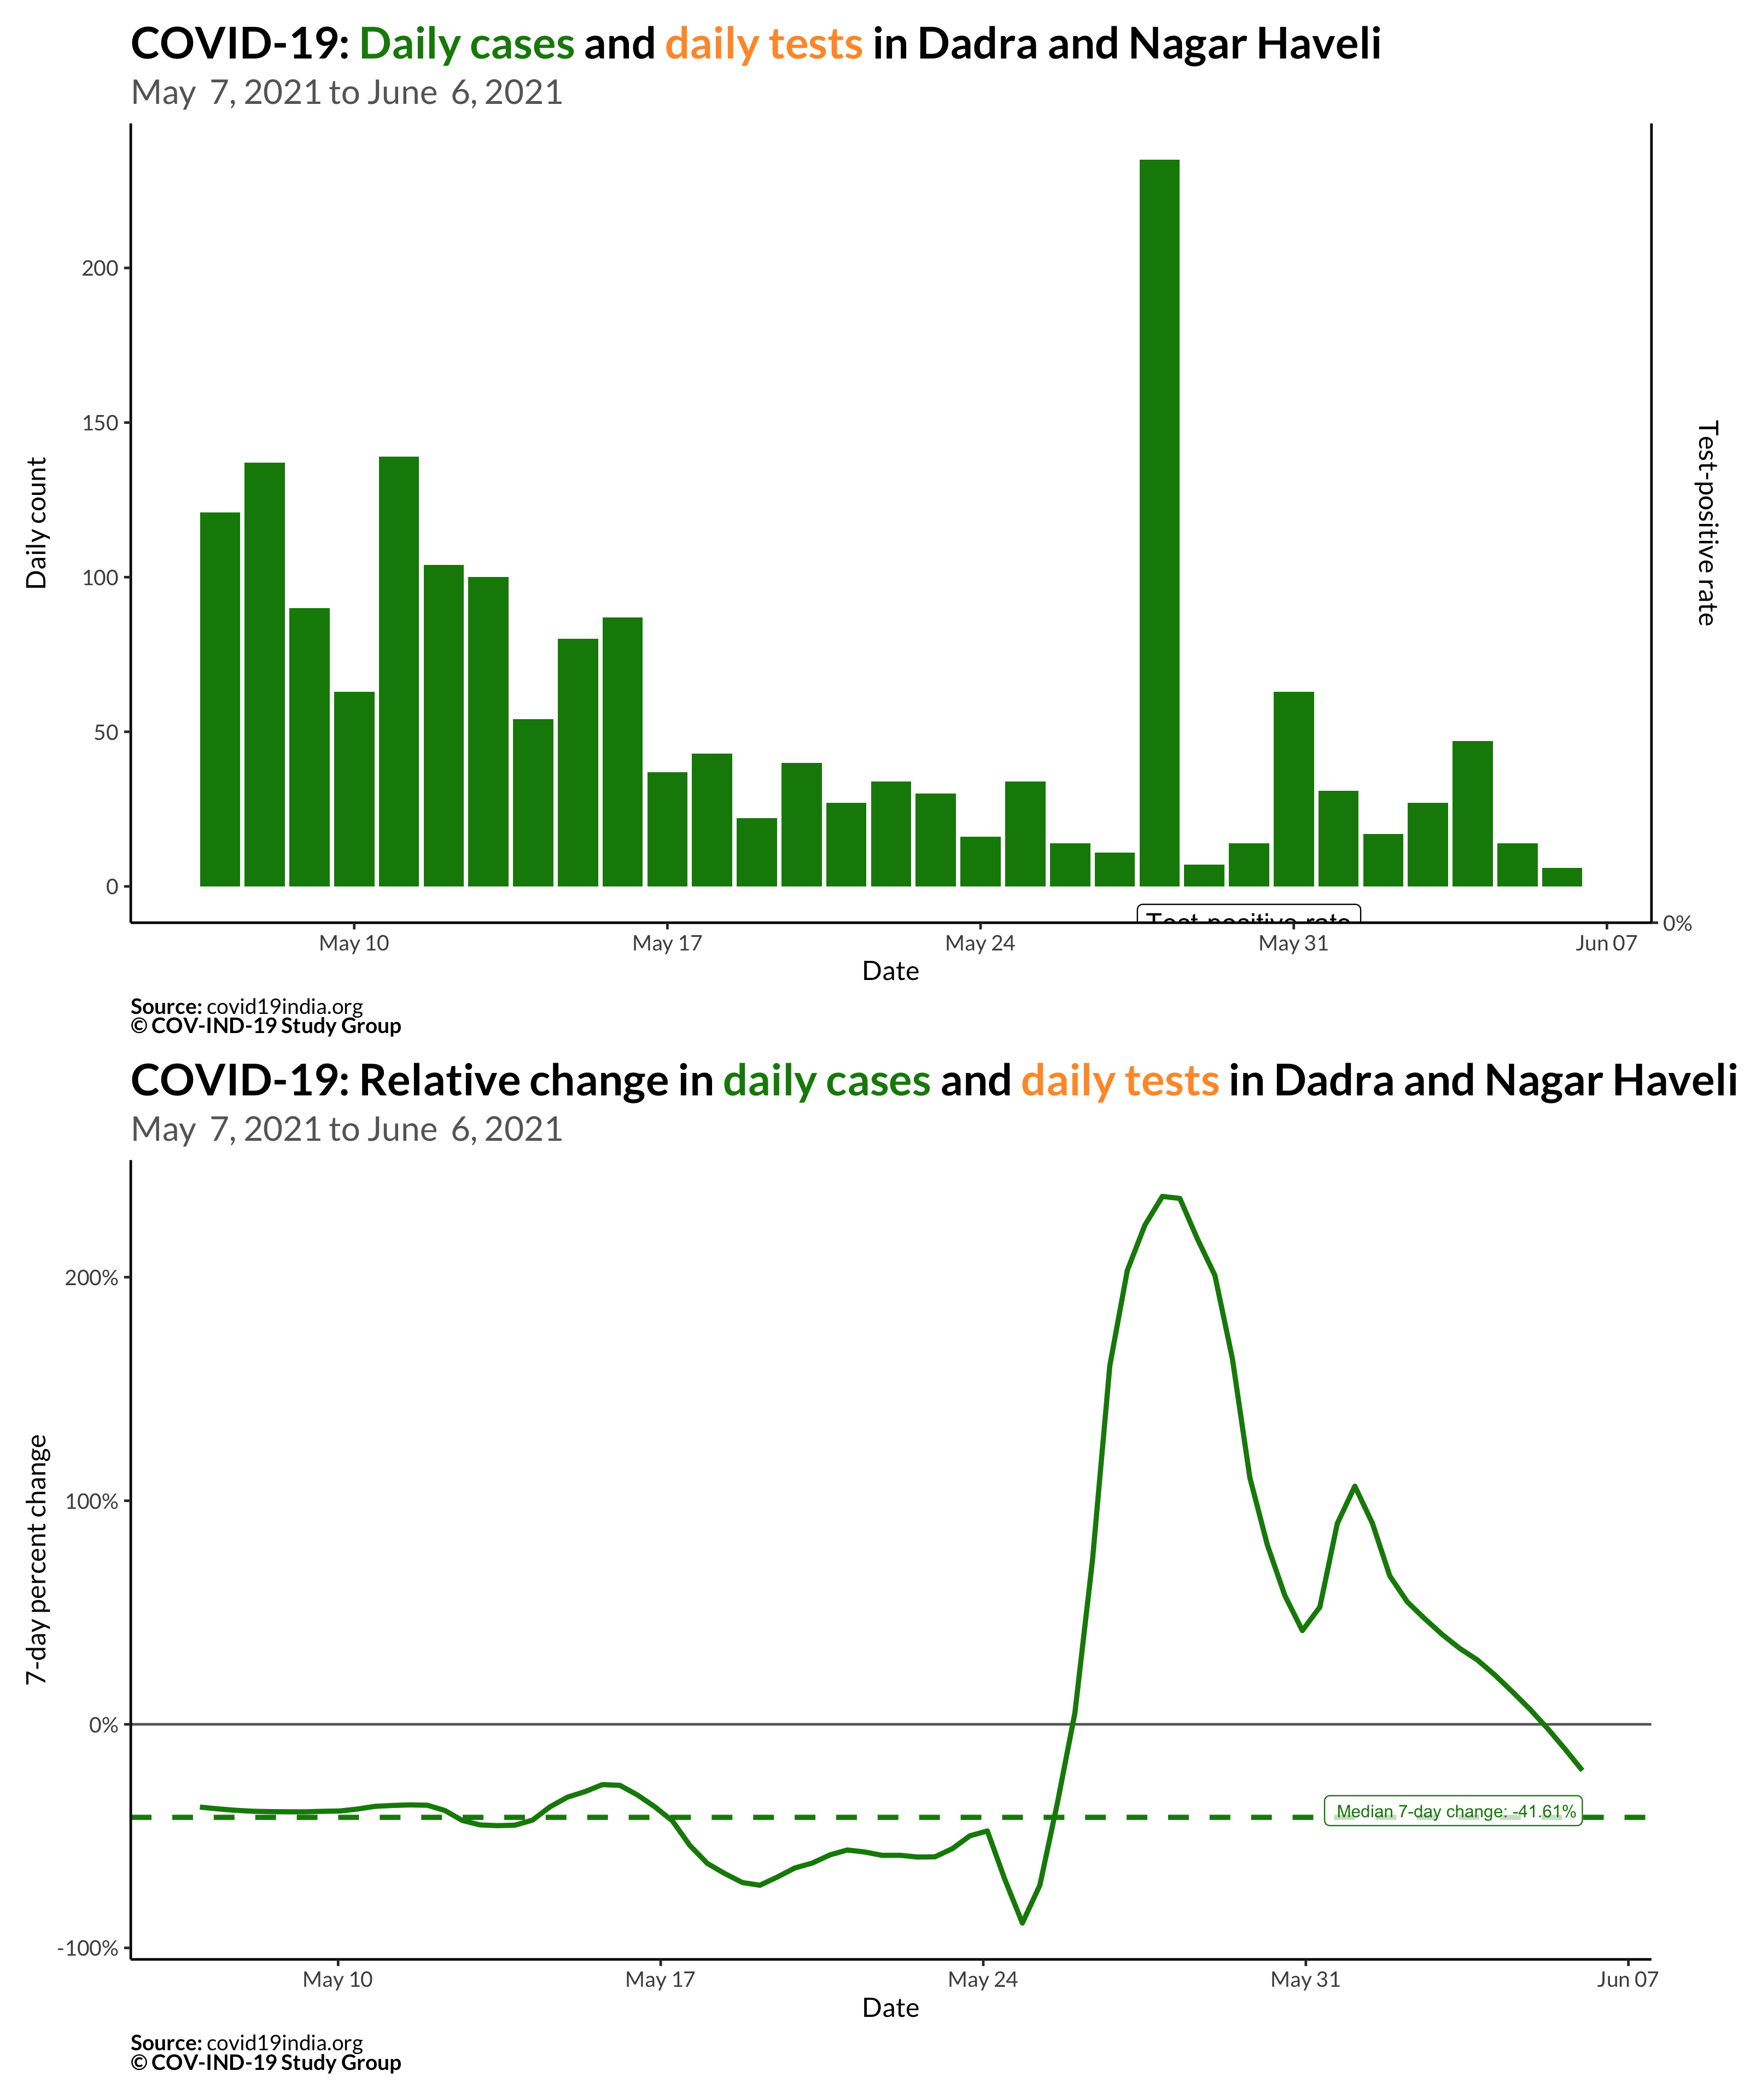 COVID-19: Daily cases and daily tests in Dadra and Nagar Haveli
May 7, 2021 to June 6, 2021
200
150
100
50
0
Daily count
Test-positive rate
Test-positive rate
0%
May 10
May 17
May 24
May 31
Jun 07
Date
Source: covid19india.org
© COV-IND-19 Study Group
COVID-19: Relative change in daily cases and daily tests in Dadra and Nagar Haveli
May 7, 2021 to June 6, 2021
200%
100%
0%
-100%
7-day percent change
Median 7-day change: -41.61%
May 10
May 17
May 24
May 31
Jun 07
Date
Source: covid19india.org
© COV-IND-19 Study Group